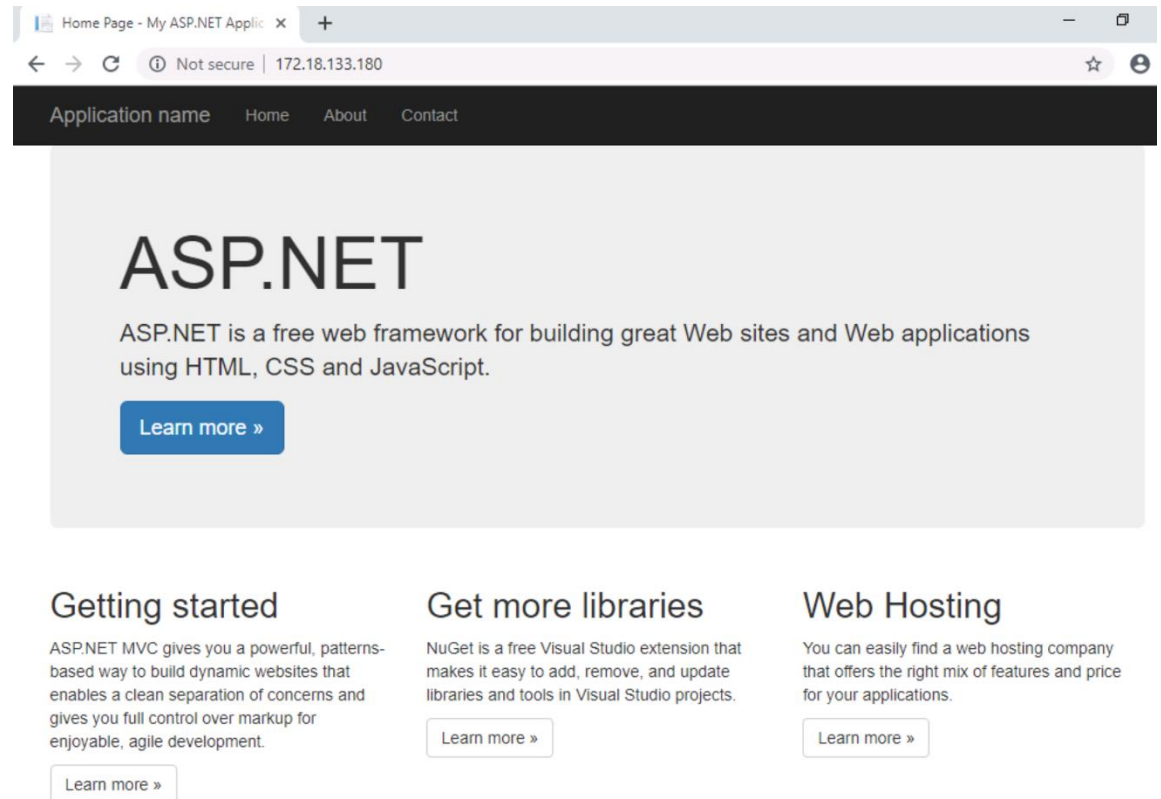 Home Page - My ASP.NET Applic
Not secure | 172.18.133.180
Application name Home About Contact
ASP.NET
ASP.NET is a free web framework for building great Web sites and Web applications
using HTML, CSS and JavaScript.
Learn more »
Getting started
ASP.NET MVC gives you a powerful, patterns-
based way to build dynamic websites that
enables a clean separation of concerns and
gives you full control over markup for
enjoyable, agile development.
Learn more »
Get more libraries
NuGet is a free Visual Studio extension that
makes it easy to add, remove, and update
libraries and tools in Visual Studio projects.
Learn more »
Web Hosting
You can easily find a web hosting company
that offers the right mix of features and price
for your applications.
Learn more »